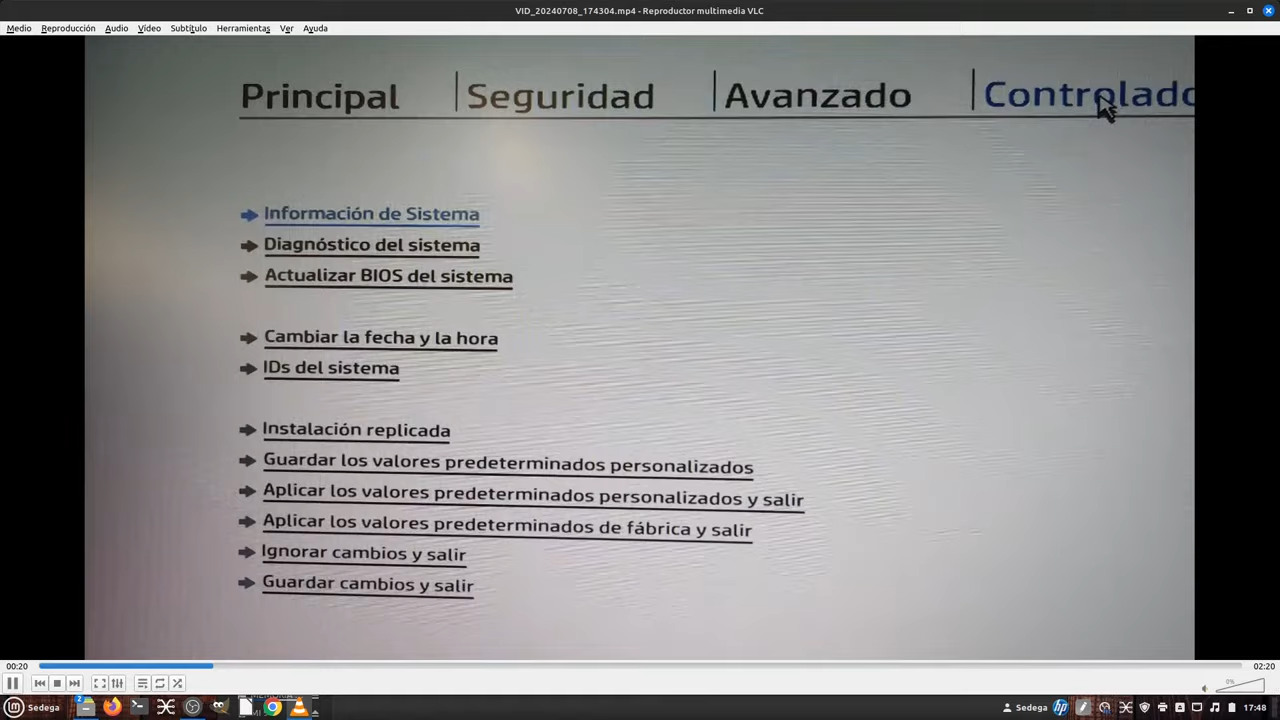 VID_20240708_174304.mp4 - Reproductor multimedia VLC
Medio Reproducción Audio Vídeo Subtítulo Herramientas Ver Ayuda
Principal Seguridad Avanzado Controlado
Información de Sistema
Diagnóstico del sistema
Actualizar BIOS del sistema
Cambiar la fecha y la hora
IDs del sistema
Instalación replicada
Guardar los valores predeterminados personalizados
Aplicar los valores predeterminados personalizados y salir
Aplicar los valores predeterminados de fábrica y salir
Ignorar cambios y salir
Guardar cambios y salir
00:20 02:20
0%
Sedega 2 Sedega 17:48